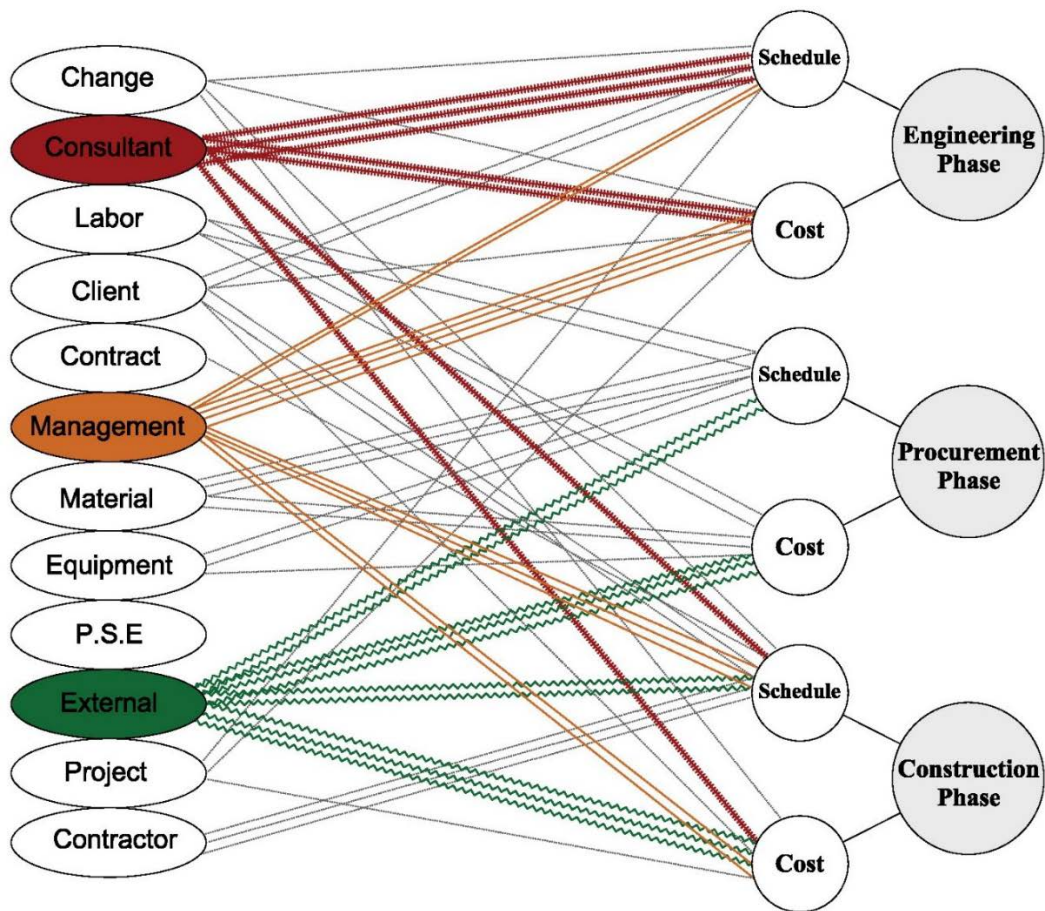 Change
Consultant
Labor
Client
Contract
Management
Material
Equipment
P.S.E
External
Project
Contractor
Schedule
Cost
Schedule
Cost
Schedule
Cost
Engineering
Phase
Procurement
Phase
Construction
Phase